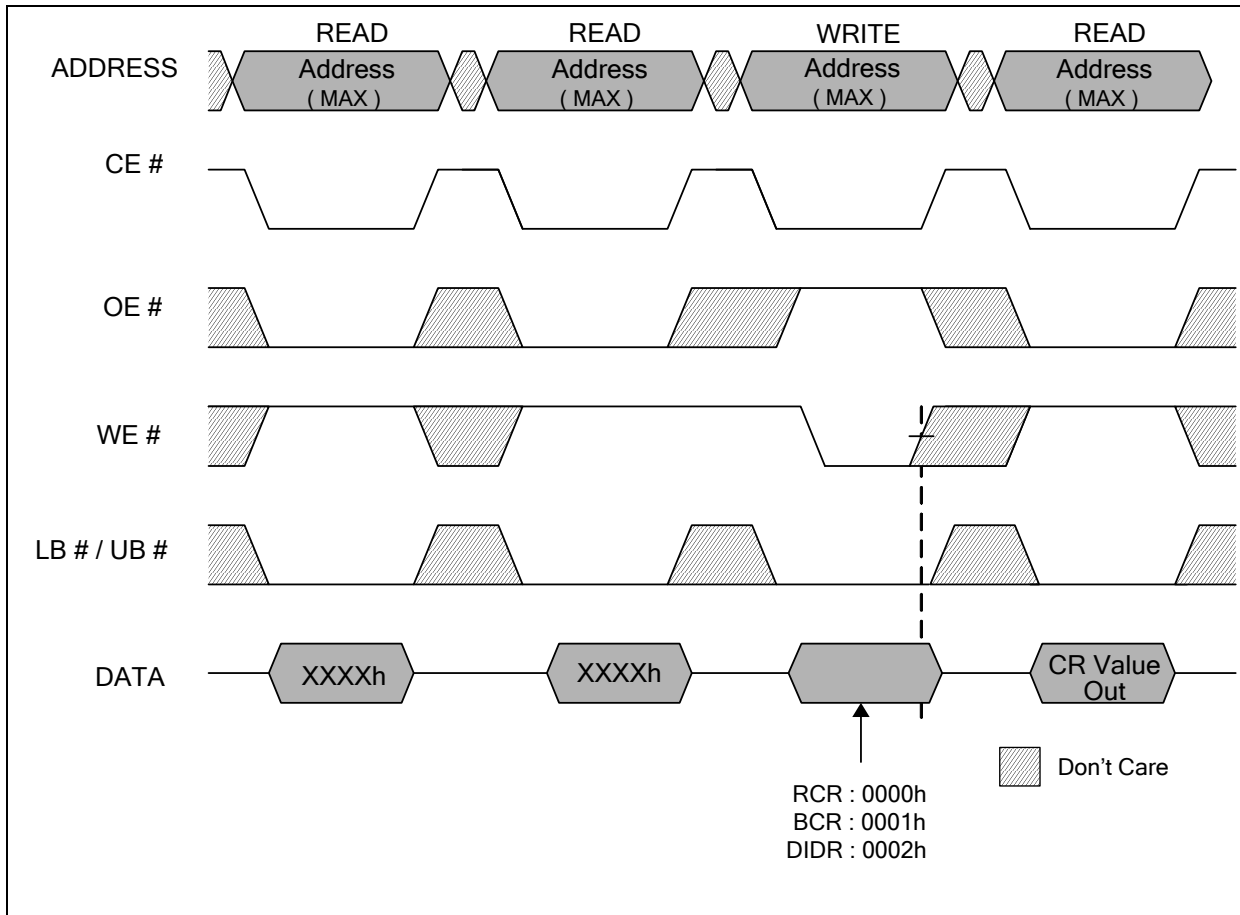 READ READ WRITE READ
ADDRESS Address Address Address Address
( MAX ) ( MAX ) ( MAX ) ( MAX )
CE #
OE #
WE #
LB # / UB #
DATA XXXXh XXXXh CR Value
Out
Don't Care
RCR : 0000h
BCR : 0001h
DIDR : 0002h